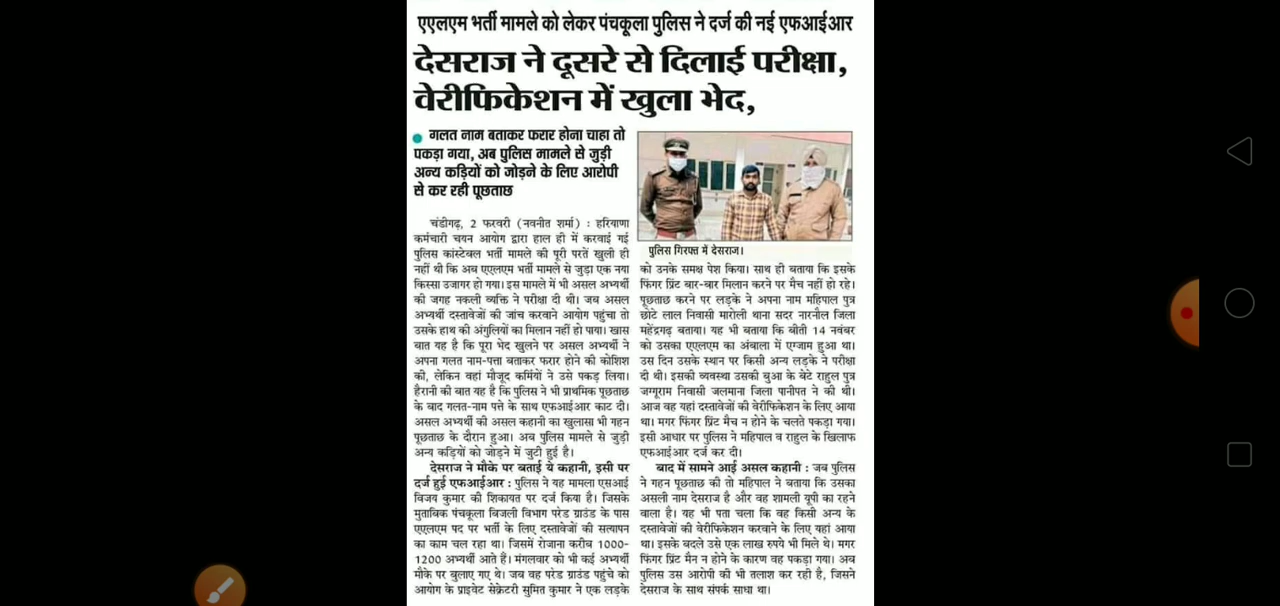 एएलएम भर्ती मामले को लेकर पंचकूला पुलिस ने दर्ज की नई एफआईआर
देसराज ने दूसरे से दिलाई परीक्षा,
वेरीफिकेशन में खुला भेद,
गलत नाम बताकर फरार होना चाहा तो
पकड़ा गया, अब पुलिस मामले से जुड़ी
अन्य कड़ियों को जोड़ने के लिए आरोपी
से कर रही पूछताछ
चंडीगढ़, 2 फरवरी (नवनीत शर्मा) : हरियाणा
कर्मचारी चयन आयोग द्वारा हाल ही में करवाई गई
पुलिस कांस्टेबल भर्ती मामले की पूरी परतें खुली ही
नहीं थी कि अब एएलएम भर्ती मामले से जुड़ा एक नया
किस्सा उजागर हो गया। इस मामले में भी असल अभ्यर्थी
की जगह नकली व्यक्ति ने परीक्षा दी थी। जब असल
अभ्यर्थी दस्तावेजों की जांच करवाने आयोग पहुंचा तो
उसके हाथ की अंगुलियों का मिलान नहीं हो पाया। खास
बात यह है कि पूरा भेद खुलने पर असल अभ्यर्थी ने
अपना गलत नाम-पत्ता बताकर फरार होने की कोशिश
की, लेकिन वहां मौजूद कर्मियों ने उसे पकड़ लिया।
हैरानी की बात यह है कि पुलिस ने भी प्राथमिक पूछताछ
के बाद गलत-नाम पत्ते के साथ एफआईआर काट दी।
असल अभ्यर्थी की असल कहानी का खुलासा भी गहन
पूछताछ के दौरान हुआ। अब पुलिस मामले से जुड़ी
अन्य कड़ियों को जोड़ने में जुटी हुई है।
देसराज ने मौके पर बताई ये कहानी, इसी पर
दर्ज हुई एफआईआर : पुलिस ने यह मामला एसआई
विजय कुमार की शिकायत पर दर्ज किया है। जिसके
मुताबिक पंचकूला बिजली विभाग परेड ग्राउंड के पास
एएलएम पद पर भर्ती के लिए दस्तावेजों की सत्यापन
का काम चल रहा था। जिसमें रोजाना करीब 1000-
1200 अभ्यर्थी आते हैं। मंगलवार को भी कई अभ्यर्थी
मौके पर बुलाए गए थे। जब वह परेड ग्राउंड पहुंचे को
आयोग के प्राइवेट सेक्रेटरी सुमित कुमार ने एक लड़के
पुलिस गिरफ्त में देसराज।
को उनके समक्ष पेश किया। साथ ही बताया कि इसके
फिंगर प्रिंट बार-बार मिलान करने पर मैच नहीं हो रहे।
पूछताछ करने पर लड़के ने अपना नाम महिपाल पुत्र
छोटे लाल निवासी मारोली थाना सदर नारनौल जिला
महेंद्रगढ़ बताया। यह भी बताया कि बीती 14 नवंबर
को उसका एएलएम का अंबाला में एग्जाम हुआ था।
उस दिन उसके स्थान पर किसी अन्य लड़के ने परीक्षा
दी थी। इसकी व्यवस्था उसकी बुआ के बेटे राहुल पुत्र
जग्गूराम निवासी जलमाना जिला पानीपत ने की थी।
आज वह यहां दस्तावेजों की वेरीफिकेशन के लिए आया
था। मगर फिंगर प्रिंट मैच न होने के चलते पकड़ा गया।
इसी आधार पर पुलिस ने महिपाल व राहुल के खिलाफ
एफआईआर दर्ज कर दी।
बाद में सामने आई असल कहानी : जब पुलिस
ने गहन पूछताछ की तो महिपाल ने बताया कि उसका
असली नाम देसराज है और वह शामली यूपी का रहने
वाला है। यह भी पता चला कि वह किसी अन्य के
दस्तावेजों की वेरीफिकेशन करवाने के लिए यहां आया
था। इसके बदले उसे एक लाख रुपये भी मिले थे। मगर
फिंगर प्रिंट मैन न होने के कारण वह पकड़ा गया। अब
पुलिस उस आरोपी की भी तलाश कर रही है, जिसने
देसराज के साथ संपर्क साधा था।